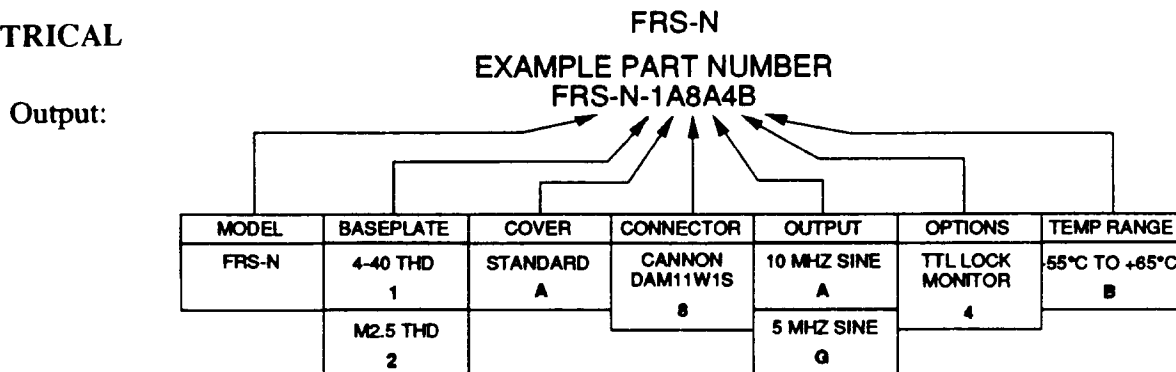 TRICAL
Output:
FRS-N
EXAMPLE PART NUMBER
FRS-N-1A8A4B
MODEL BASEPLATE COVER CONNECTOR OUTPUT OPTIONS TEMP RANGE
FRS-N 4-40 THD STANDARD CANNON 10 MHZ SINE TTL LOCK -55°C TO +65°C
DAM11W1S MONITOR
1 A A B
8 4
M2.5 THD 5 MHZ SINE
2 G